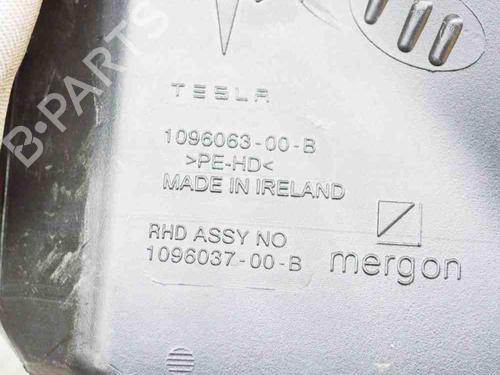 B-PARTS
TESLA
1096063-00-B
>PE-HD<
MADE IN IRELAND
RHD ASSY NO
1096037-00-B
mergon